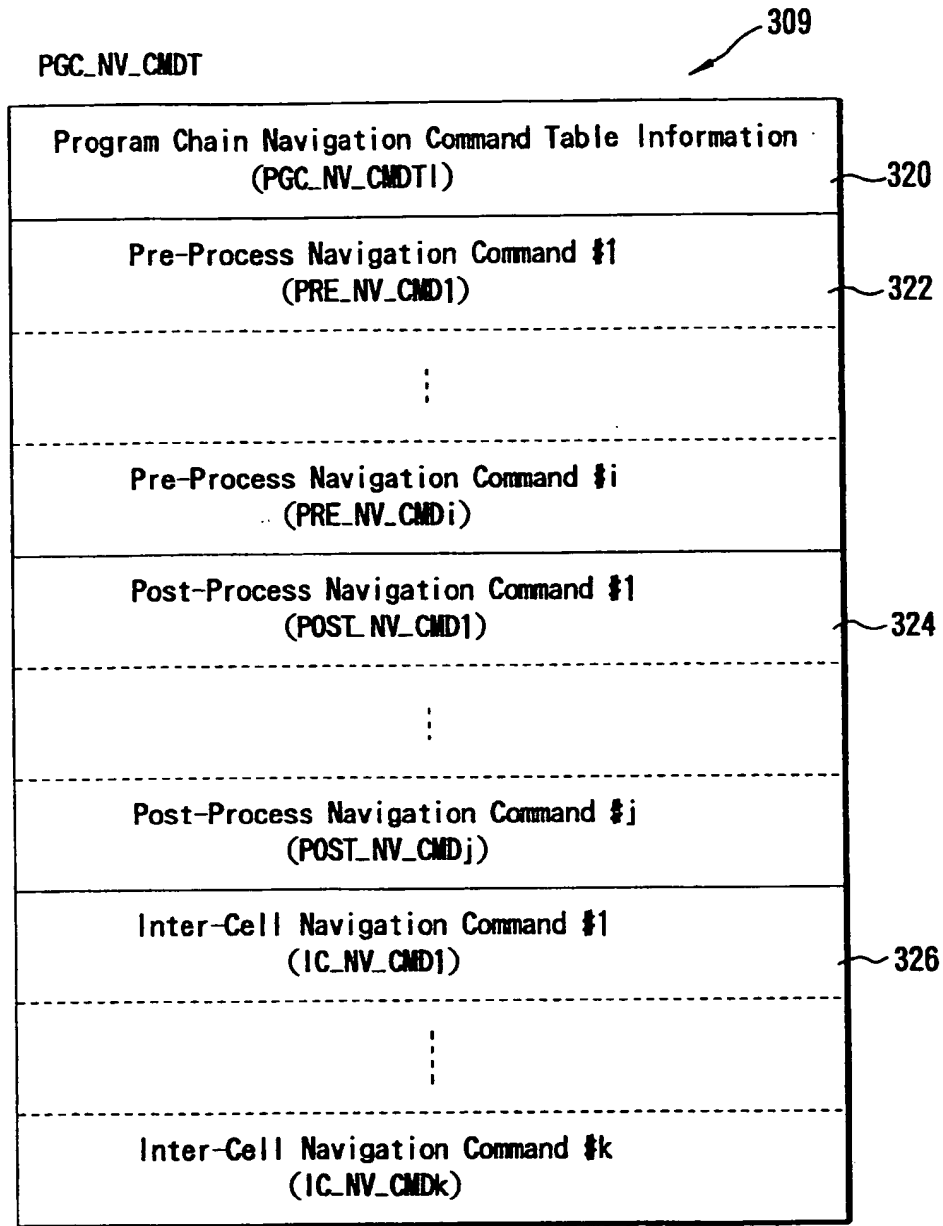 309
PGC_NV_CMDT
Program Chain Navigation Command Table Information
(PGC_NV_CMDTI)
320
Pre-Process Navigation Command #1
(PRE_NV_CMD1)
322
Pre-Process Navigation Command #i
(PRE_NV_CMDi)
Post-Process Navigation Command #1
(POST_NV_CMD1)
324
Post-Process Navigation Command #j
(POST_NV_CMDj)
Inter-Cell Navigation Command #1
(IC_NV_CMD1)
326
Inter-Cell Navigation Command #k
(IC_NV_CMDk)